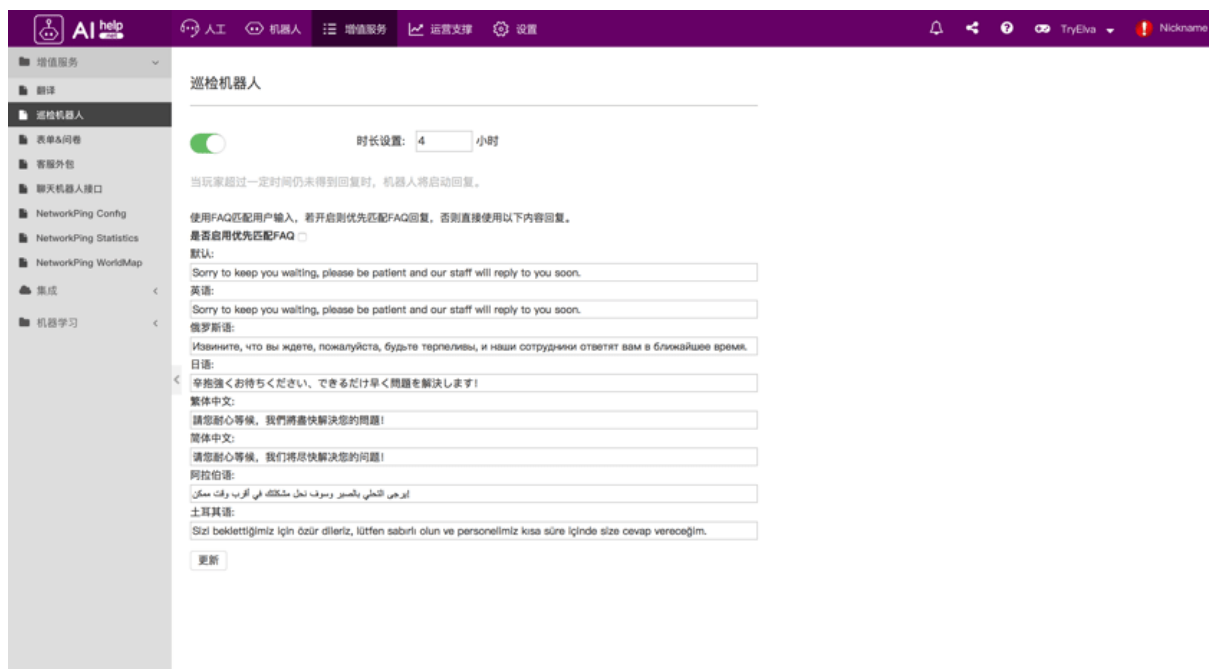 AI help .net
人工 机器人 增值服务 运营支撑 设置 TryElva Nickname
增值服务
翻译
巡检机器人
表单&问卷
客服外包
聊天机器人接口
NetworkPing Config
NetworkPing Statistics
NetworkPing WorldMap
集成
机器学习
巡检机器人
时长设置: 4 小时
当玩家超过一定时间仍未得到回复时，机器人将启动回复。
使用FAQ匹配用户输入，若开启则优先匹配FAQ回复，否则直接使用以下内容回复。
是否启用优先匹配FAQ
默认:
Sorry to keep you waiting, please be patient and our staff will reply to you soon.
英语:
Sorry to keep you waiting, please be patient and our staff will reply to you soon.
俄罗斯语:
Извините, что вы ждете, пожалуйста, будьте терпеливы, и наши сотрудники ответят вам в ближайшее время.
日语:
辛抱強くお待ちください、できるだけ早く問題を解決します!
繁体中文:
請您耐心等候，我們將盡快解決您的問題!
简体中文:
请您耐心等候，我们将尽快解决您的问题!
阿拉伯语:
يرجى التحلي بالصبر وسوف نحل مشكلتك في أقرب وقت ممكن!
土耳其语:
Sizi beklettiğimiz için özür dileriz, lütfen sabırlı olun ve personelimiz kısa süre içinde size cevap vereceğim.
更新